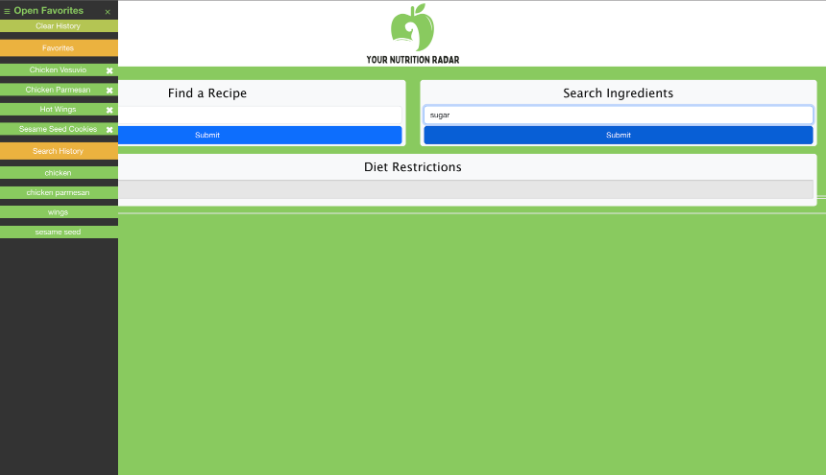 ≡ Open Favorites ×
Clear History
Favorites
Chicken Vesuvio ✖
Chicken Parmesan ✖
Hot Wings ✖
Sesame Seed Cookies ✖
Search History
chicken
chicken parmesan
wings
sesame seed
YOUR NUTRITION RADAR
Find a Recipe
Submit
Search Ingredients
sugar
Submit
Diet Restrictions